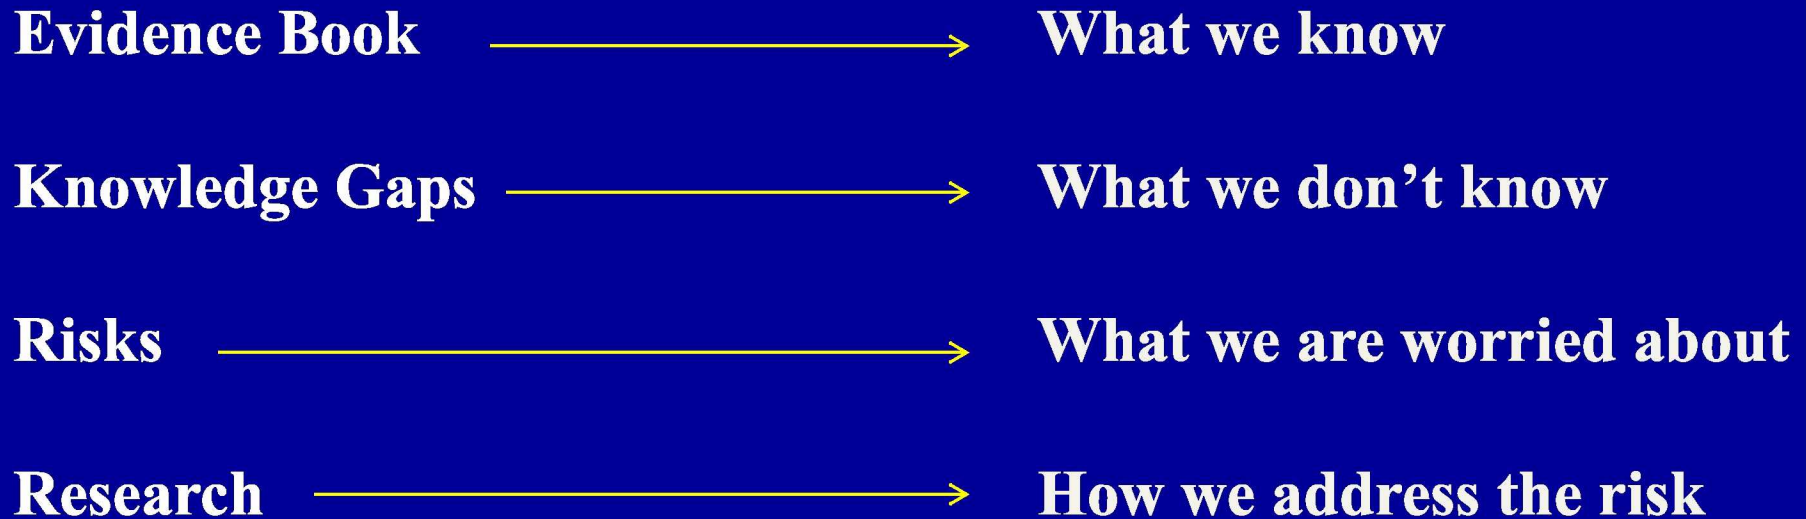 Evidence Book What we know
Knowledge Gaps What we don’t know
Risks What we are worried about
Research How we address the risk